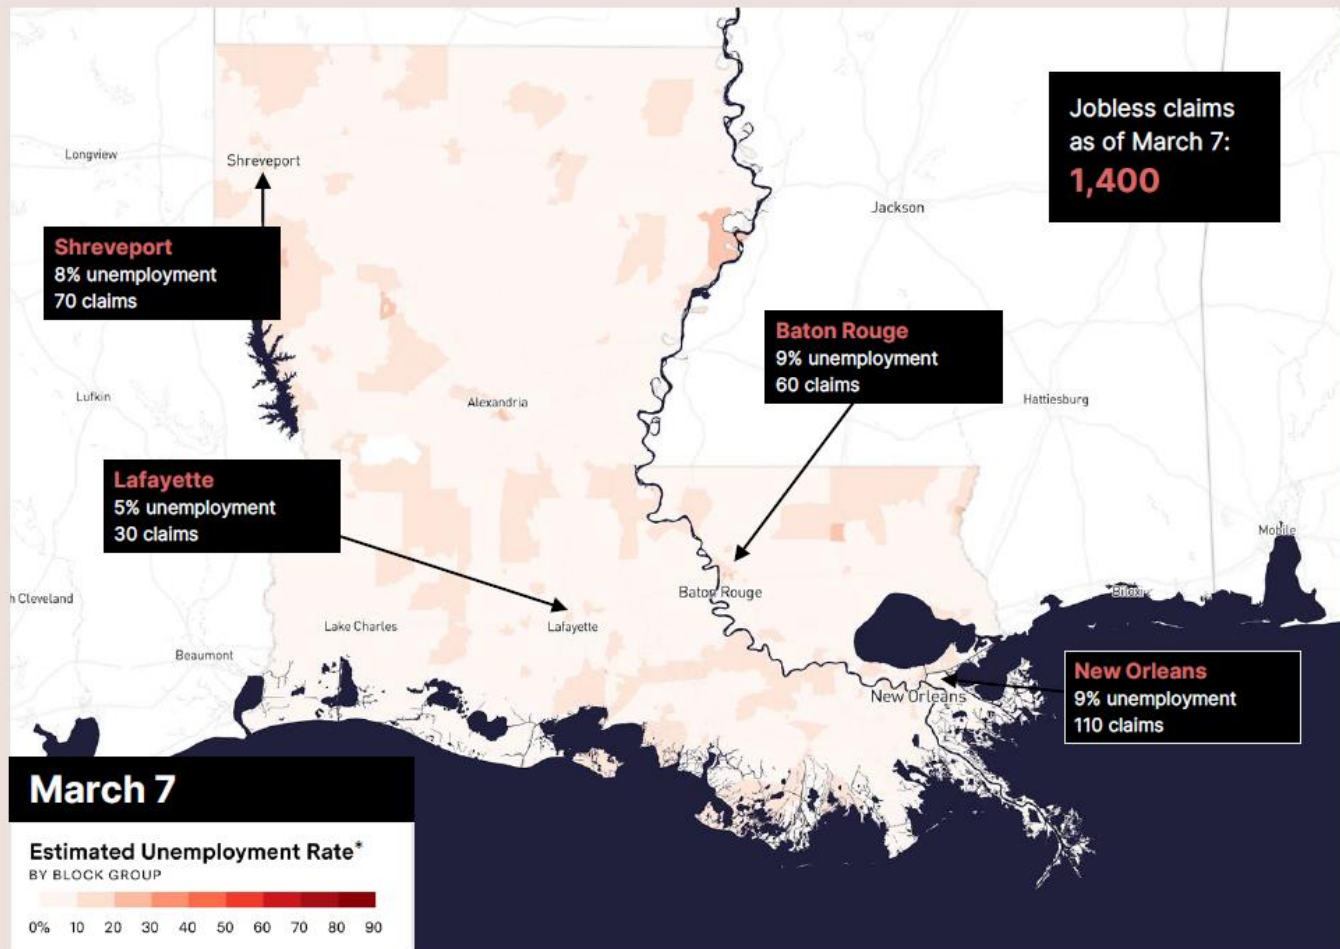 Jobless claims
as of March 7:
1,400
Longview
Shreveport
Jackson
Shreveport
8% unemployment
70 claims
Baton Rouge
9% unemployment
60 claims
Lufkin
Alexandria
Hattiesburg
Lafayette
5% unemployment
30 claims
Mobile
h Cleveland
Baton Rouge
Biloxi
Lake Charles
Lafayette
Beaumont
New Orleans
9% unemployment
110 claims
New Orleans
March 7
Estimated Unemployment Rate*
BY BLOCK GROUP
0% 10 20 30 40 50 60 70 80 90